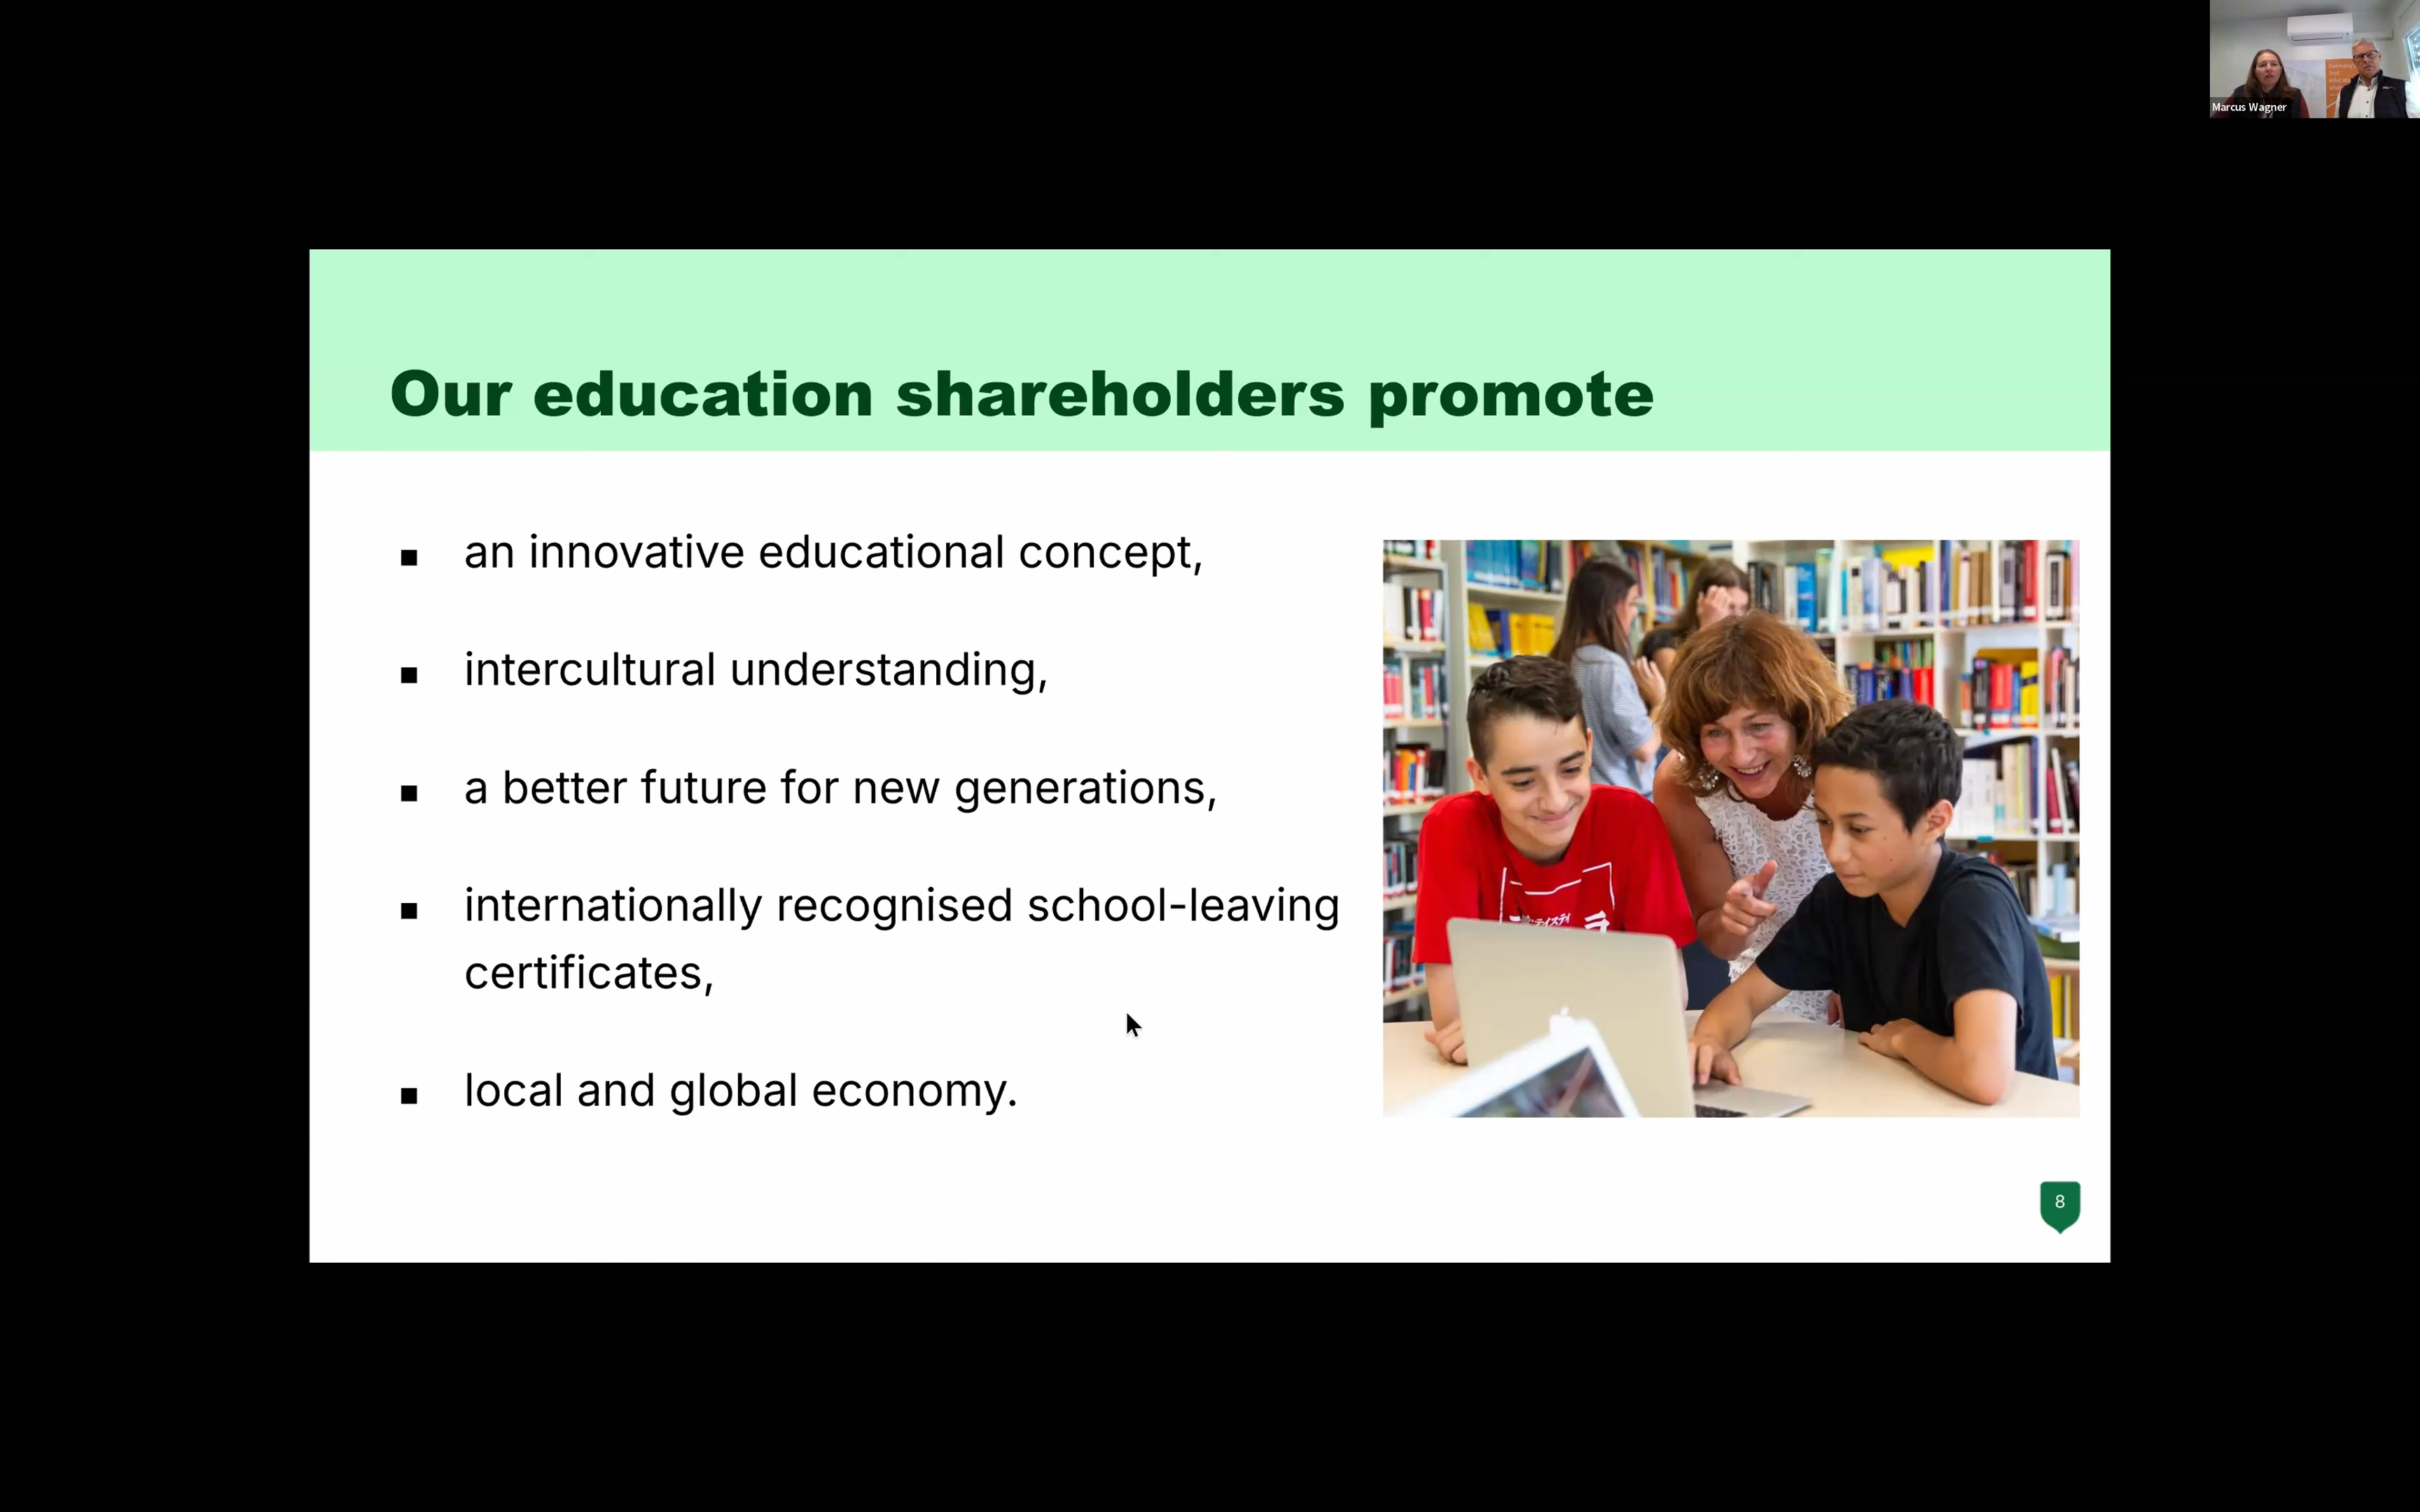 Marcus Wagner
Our education shareholders promote
▪ an innovative educational concept,
▪ intercultural understanding,
▪ a better future for new generations,
▪ internationally recognised school-leaving
certificates,
▪ local and global economy.
8